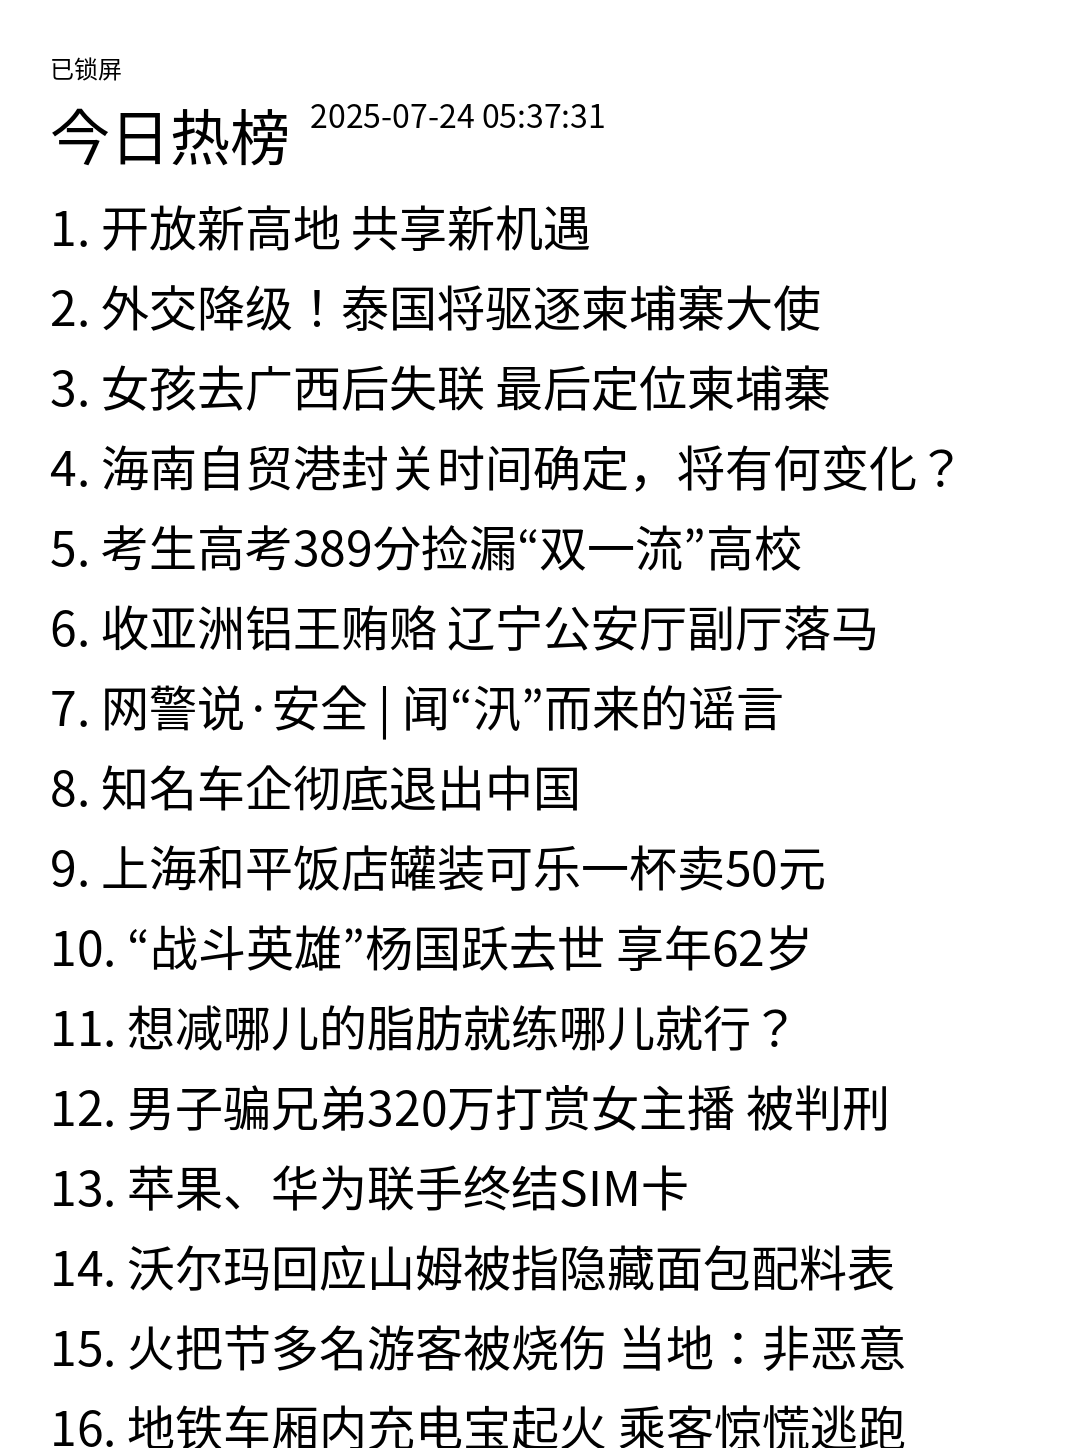 已锁屏
今日热榜 2025-07-24 05:37:31
1. 开放新高地 共享新机遇
2. 外交降级！泰国将驱逐柬埔寨大使
3. 女孩去广西后失联 最后定位柬埔寨
4. 海南自贸港封关时间确定，将有何变化？
5. 考生高考389分捡漏“双一流”高校
6. 收亚洲铝王贿赂 辽宁公安厅副厅落马
7. 网警说·安全 | 闻“汛”而来的谣言
8. 知名车企彻底退出中国
9. 上海和平饭店罐装可乐一杯卖50元
10. “战斗英雄”杨国跃去世 享年62岁
11. 想减哪儿的脂肪就练哪儿就行？
12. 男子骗兄弟320万打赏女主播 被判刑
13. 苹果、华为联手终结SIM卡
14. 沃尔玛回应山姆被指隐藏面包配料表
15. 火把节多名游客被烧伤 当地：非恶意
16. 地铁车厢内充电宝起火 乘客惊慌逃跑